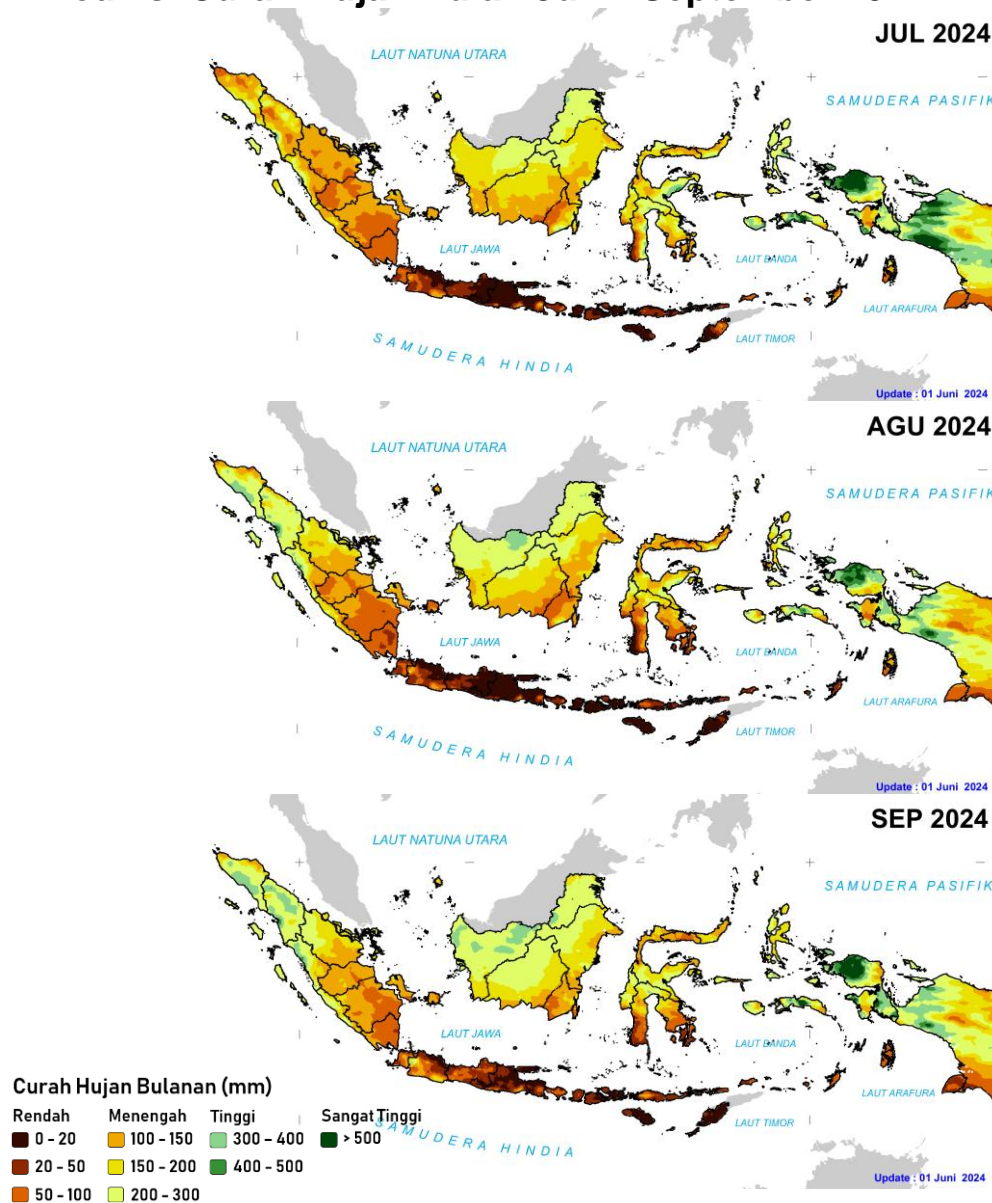 JUL 2024
LAUT NATUNA UTARA
SAMUDERA PASIFIK
LAUT JAWA
LAUT BANDA
LAUT ARAFURA
LAUT TIMOR
SAMUDERA HINDIA
Update : 01 Juni 2024
AGU 2024
LAUT NATUNA UTARA
SAMUDERA PASIFIK
LAUT JAWA
LAUT BANDA
LAUT ARAFURA
LAUT TIMOR
SAMUDERA HINDIA
Update : 01 Juni 2024
SEP 2024
LAUT NATUNA UTARA
SAMUDERA PASIFIK
LAUT JAWA
LAUT BANDA
LAUT ARAFURA
LAUT TIMOR
SAMUDERA HINDIA
Update : 01 Juni 2024
Curah Hujan Bulanan (mm)
Rendah Menengah Tinggi Sangat Tinggi
0 - 20 100 - 150 300 - 400 > 500
20 - 50 150 - 200 400 - 500
50 - 100 200 - 300